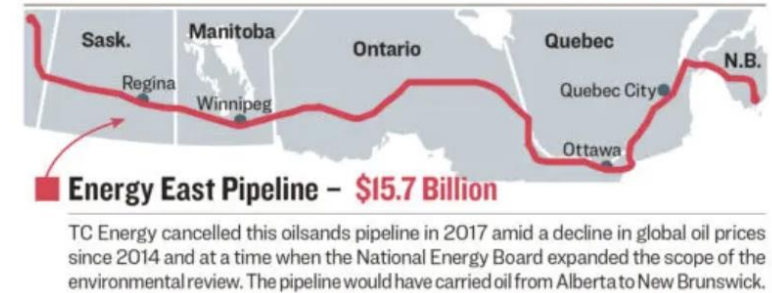 Sask.
Manitoba
Ontario
Quebec
N.B.
Regina
Winnipeg
Quebec City
Ottawa
Energy East Pipeline – $15.7 Billion
TC Energy cancelled this oilsands pipeline in 2017 amid a decline in global oil prices
since 2014 and at a time when the National Energy Board expanded the scope of the
environmental review. The pipeline would have carried oil from Alberta to New Brunswick.